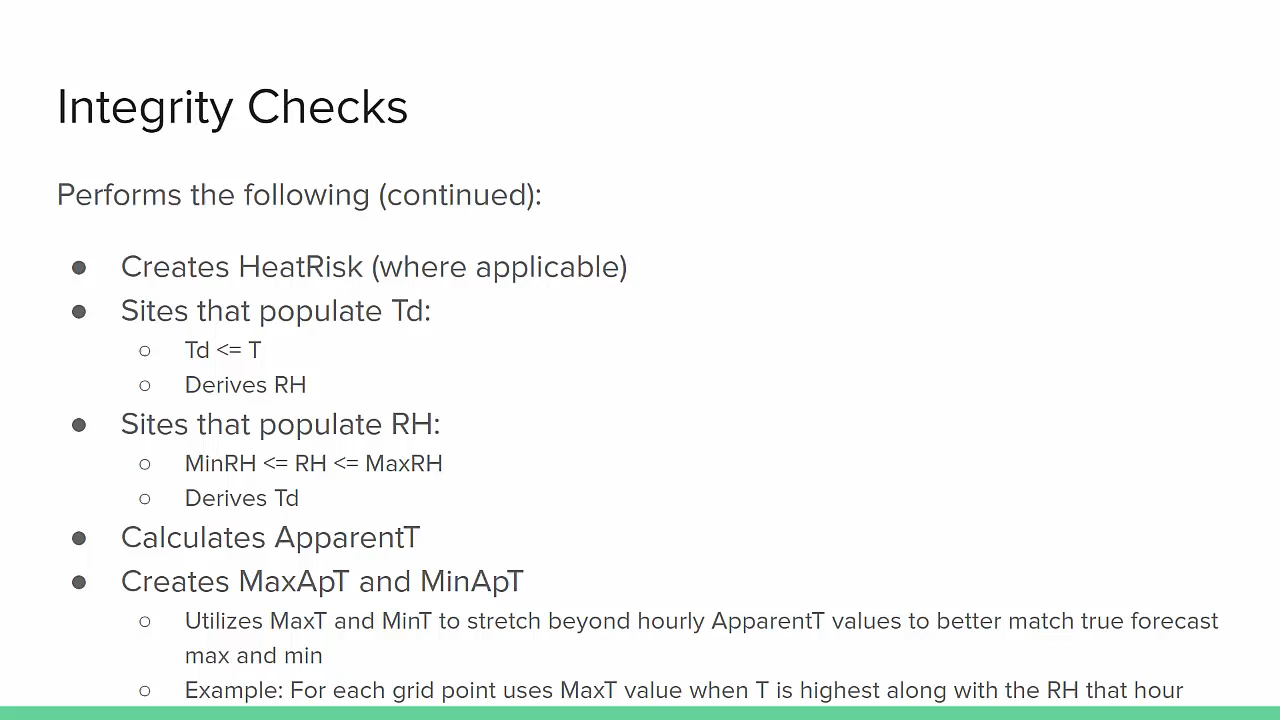 Integrity Checks
Performs the following (continued):
● Creates HeatRisk (where applicable)
● Sites that populate Td:
○ Td <= T
○ Derives RH
● Sites that populate RH:
○ MinRH <= RH <= MaxRH
○ Derives Td
● Calculates ApparentT
● Creates MaxApT and MinApT
○ Utilizes MaxT and MinT to stretch beyond hourly ApparentT values to better match true forecast
max and min
○ Example: For each grid point uses MaxT value when T is highest along with the RH that hour